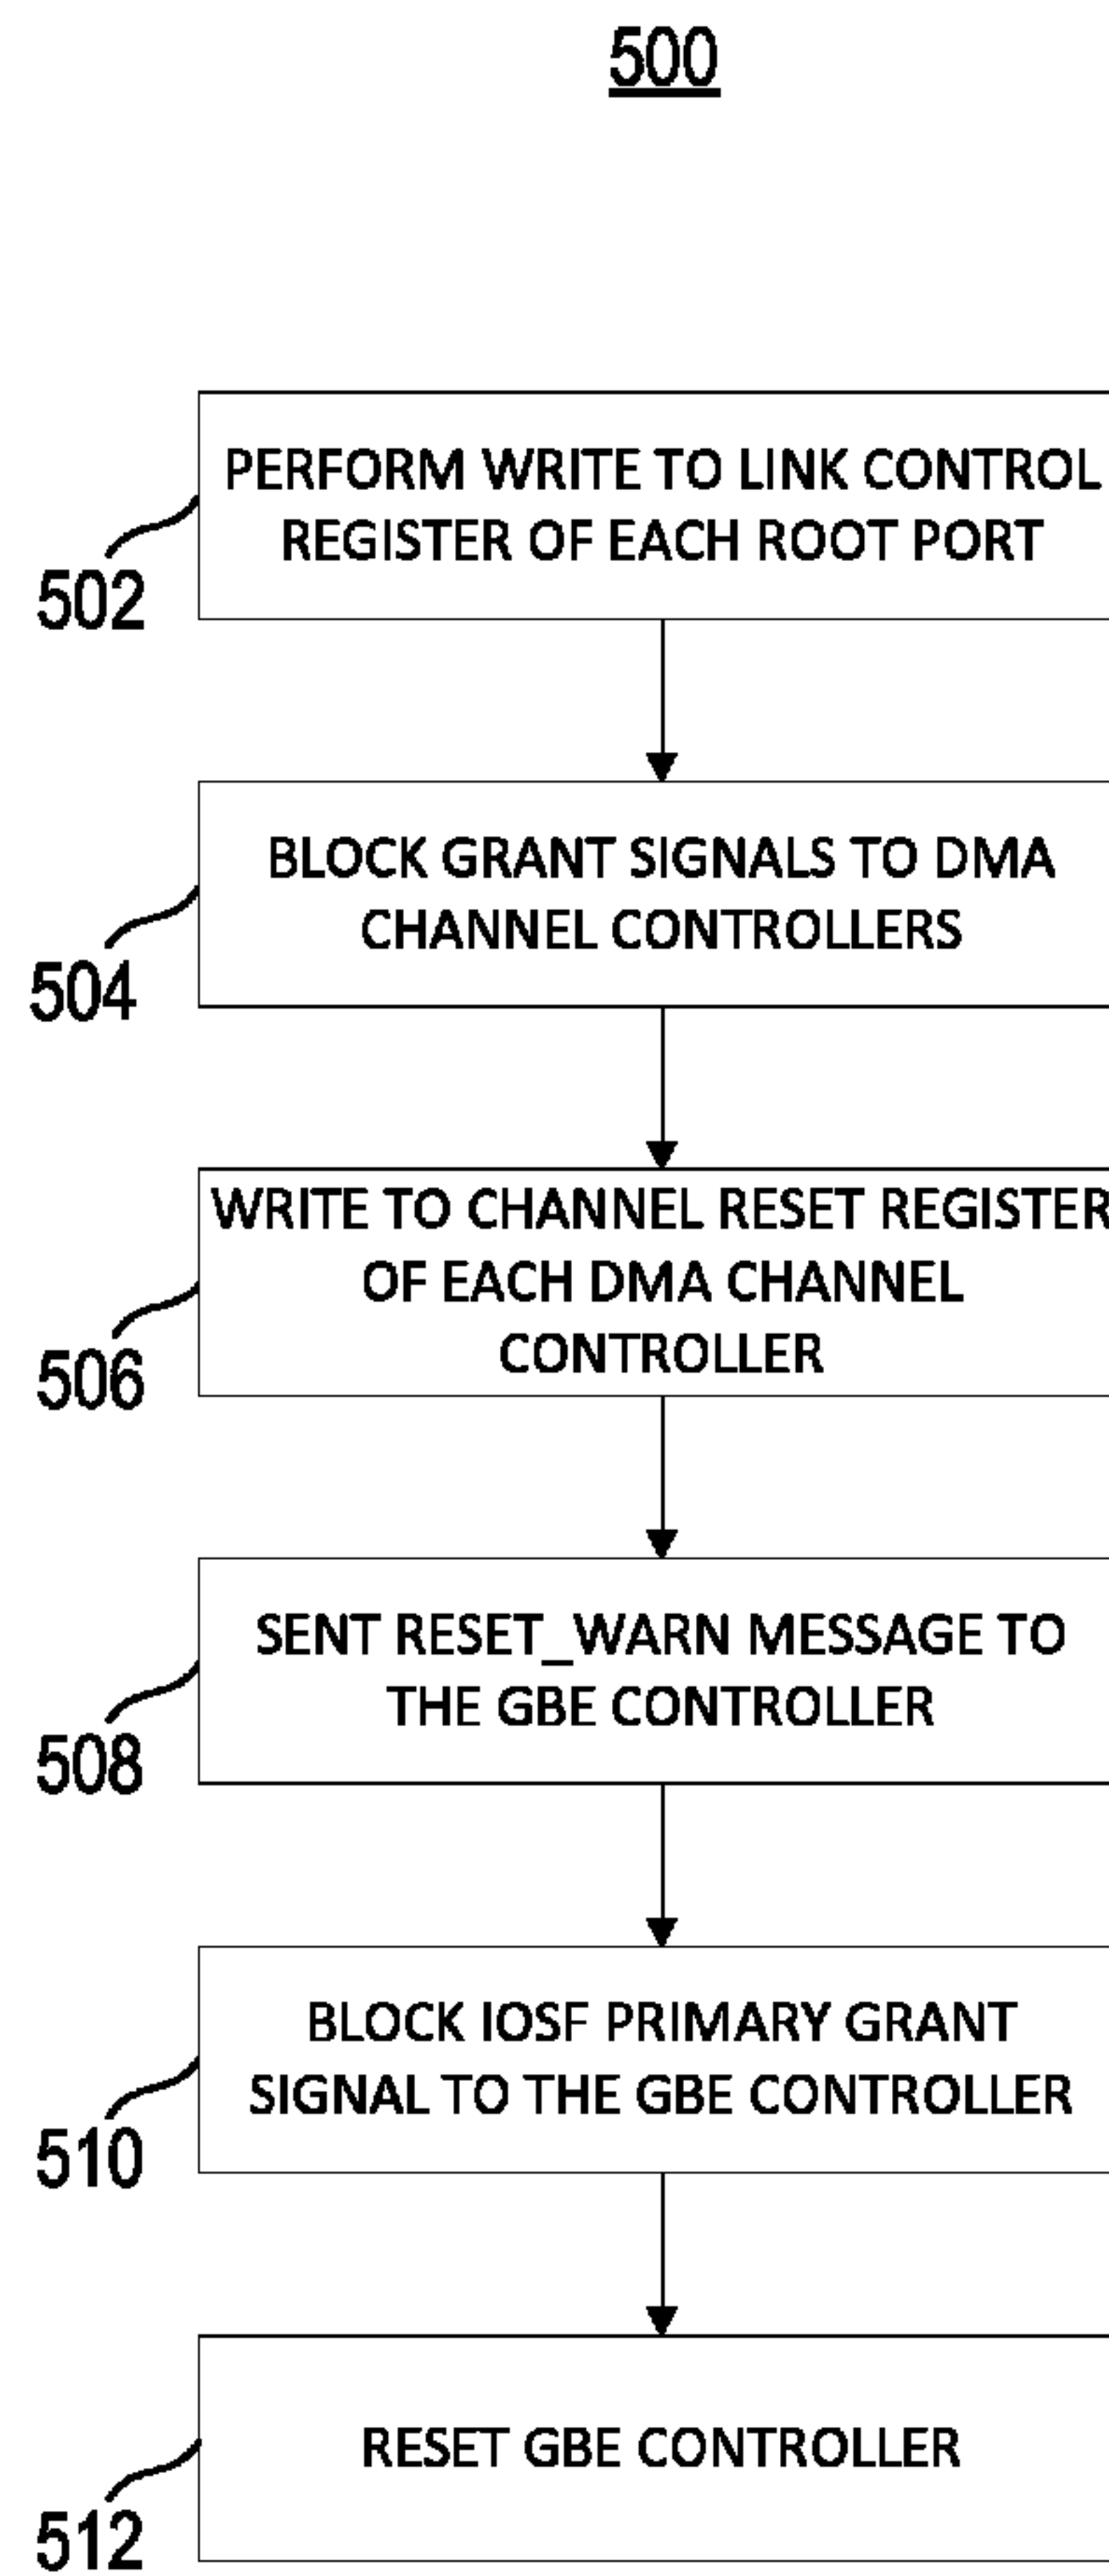 500
PERFORM WRITE TO LINK CONTROL
REGISTER OF EACH ROOT PORT
502
BLOCK GRANT SIGNALS TO DMA
CHANNEL CONTROLLERS
504
WRITE TO CHANNEL RESET REGISTER
OF EACH DMA CHANNEL
CONTROLLER
506
SENT RESET_WARN MESSAGE TO
THE GBE CONTROLLER
508
BLOCK IOSF PRIMARY GRANT
SIGNAL TO THE GBE CONTROLLER
510
RESET GBE CONTROLLER
512